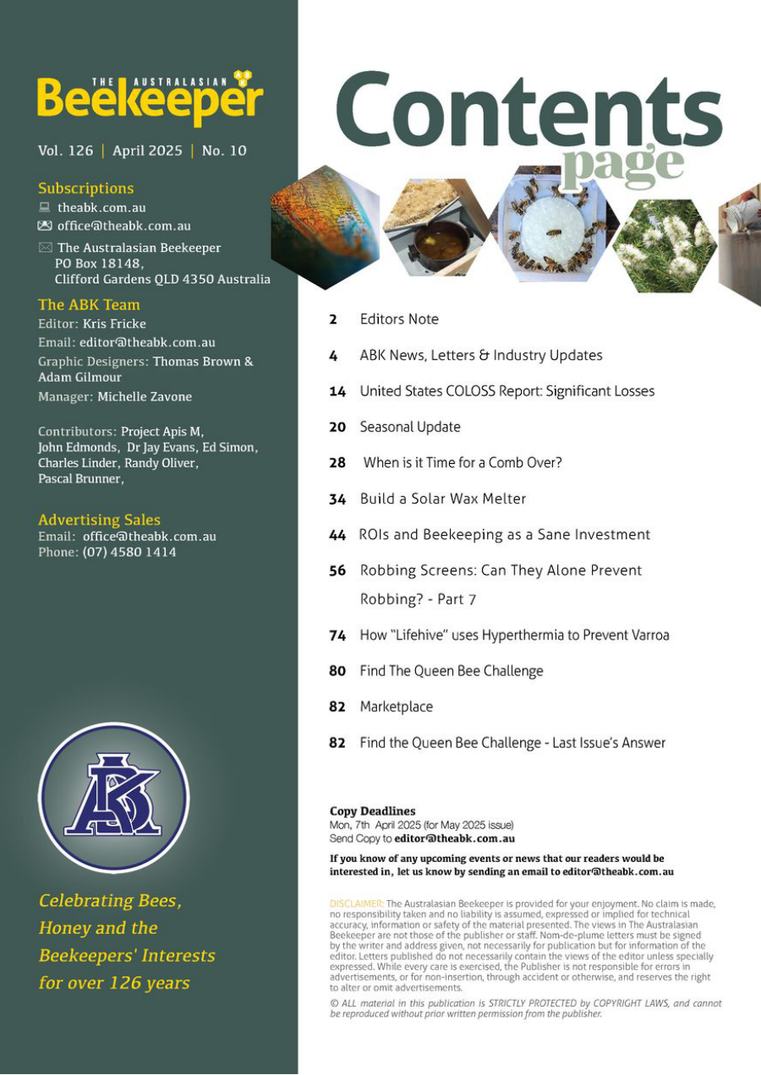 THE AUSTRALASIAN
ABK
Beekeeper
Vol. 126 | April 2025 | No. 10
Subscriptions
theabk.com.au
office@theabk.com.au
The Australasian Beekeeper
PO Box 18148,
Clifford Gardens QLD 4350 Australia
The ABK Team
Editor: Kris Fricke
Email: editor@theabk.com.au
Graphic Designers: Thomas Brown &
Adam Gilmour
Manager: Michelle Zavone
Contributors: Project Apis M,
John Edmonds, Dr Jay Evans, Ed Simon,
Charles Linder, Randy Oliver,
Pascal Brunner,
Advertising Sales
Email: office@theabk.com.au
Phone: (07) 4580 1414
ABK
Celebrating Bees,
Honey and the
Beekeepers' Interests
for over 126 years
Contents
page
2 Editors Note
4 ABK News, Letters & Industry Updates
14 United States COLOSS Report: Significant Losses
20 Seasonal Update
28 When is it Time for a Comb Over?
34 Build a Solar Wax Melter
44 ROIs and Beekeeping as a Sane Investment
56 Robbing Screens: Can They Alone Prevent
Robbing? - Part 7
74 How “Lifehive” uses Hyperthermia to Prevent Varroa
80 Find The Queen Bee Challenge
82 Marketplace
82 Find the Queen Bee Challenge - Last Issue’s Answer
Copy Deadlines
Mon, 7th April 2025 (for May 2025 issue)
Send Copy to editor@theabk.com.au
If you know of any upcoming events or news that our readers would be
interested in, let us know by sending an email to editor@theabk.com.au
DISCLAIMER: The Australasian Beekeeper is provided for your enjoyment. No claim is made,
no responsibility taken and no liability is assumed, expressed or implied for technical
accuracy, information or safety of the material presented. The views in The Australasian
Beekeeper are not those of the publisher or staff. Nom-de-plume letters must be signed
by the writer and address given, not necessarily for publication but for information of the
editor. Letters published do not necessarily contain the views of the editor unless specially
expressed. While every care is exercised, the Publisher is not responsible for errors in
advertisements, or for non-insertion, through accident or otherwise, and reserves the right
to alter or omit advertisements.
© ALL material in this publication is STRICTLY PROTECTED by COPYRIGHT LAWS, and cannot
be reproduced without prior written permission from the publisher.